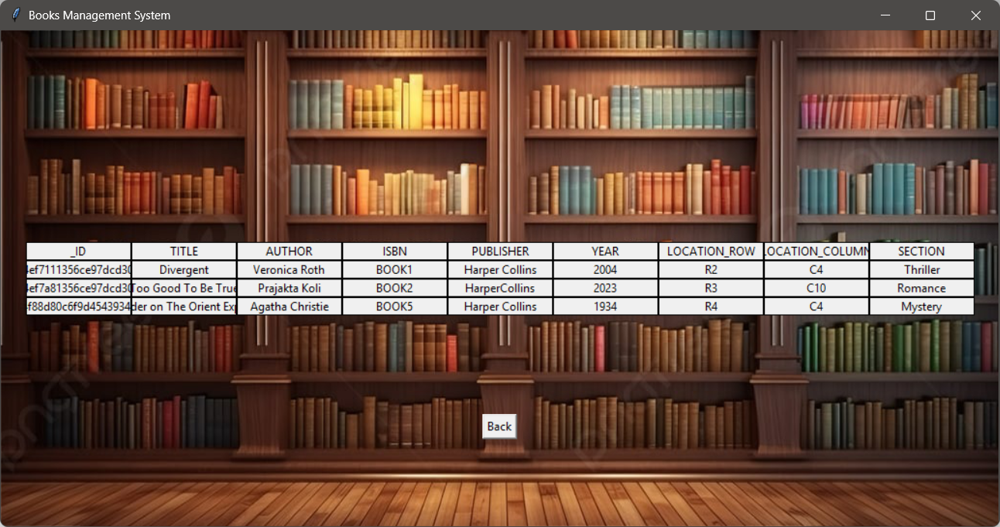 Books Management System
_ID TITLE AUTHOR ISBN PUBLISHER YEAR LOCATION_ROW LOCATION_COLUMN SECTION
4ef7111356ce97dcd30 Divergent Veronica Roth BOOK1 Harper Collins 2004 R2 C4 Thriller
4ef7a81356ce97dcd30 Too Good To Be True Prajakta Koli BOOK2 HarperCollins 2023 R3 C10 Romance
f88d80c6f9d4543934 der on The Orient Exp Agatha Christie BOOK5 Harper Collins 1934 R4 C4 Mystery
Back